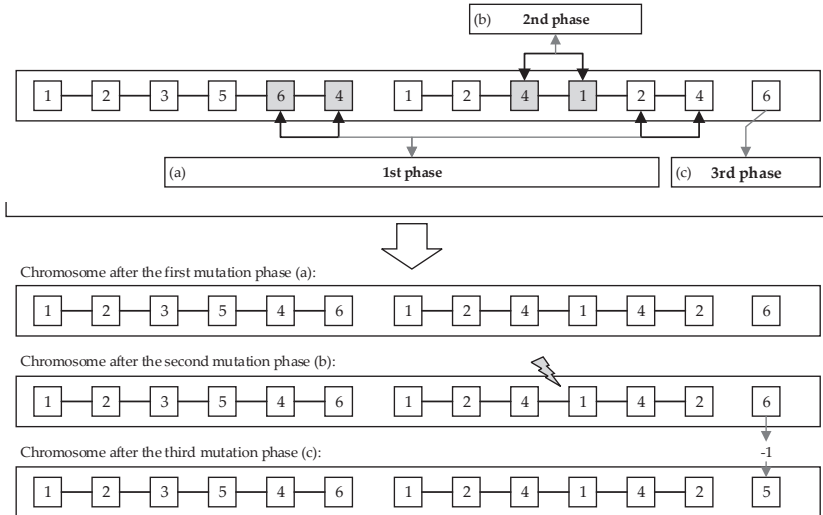 (b) 2nd phase
1 2 3 5 6 4 1 2 4 1 2 4 6
(a) 1st phase (c) 3rd phase
Chromosome after the first mutation phase (a):
1 2 3 5 4 6 1 2 4 1 4 2 6
Chromosome after the second mutation phase (b):
1 2 3 5 4 6 1 2 4 1 4 2 6
Chromosome after the third mutation phase (c): -1
1 2 3 5 4 6 1 2 4 1 4 2 5